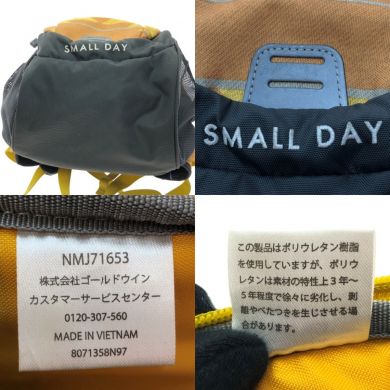 SMALL DAY
SMALL DAY
NMJ71653
株式会社ゴールドウイン
カスタマーサービスセンター
0120-307-560
MADE IN VIETNAM
8071358N97
この製品はポリウレタン樹脂
を使用していますが、ポリウ
レタンは素材の特性上3年〜
5年程度で徐々に劣化し、剥
離やべたつきを生じさせる場
合があります。